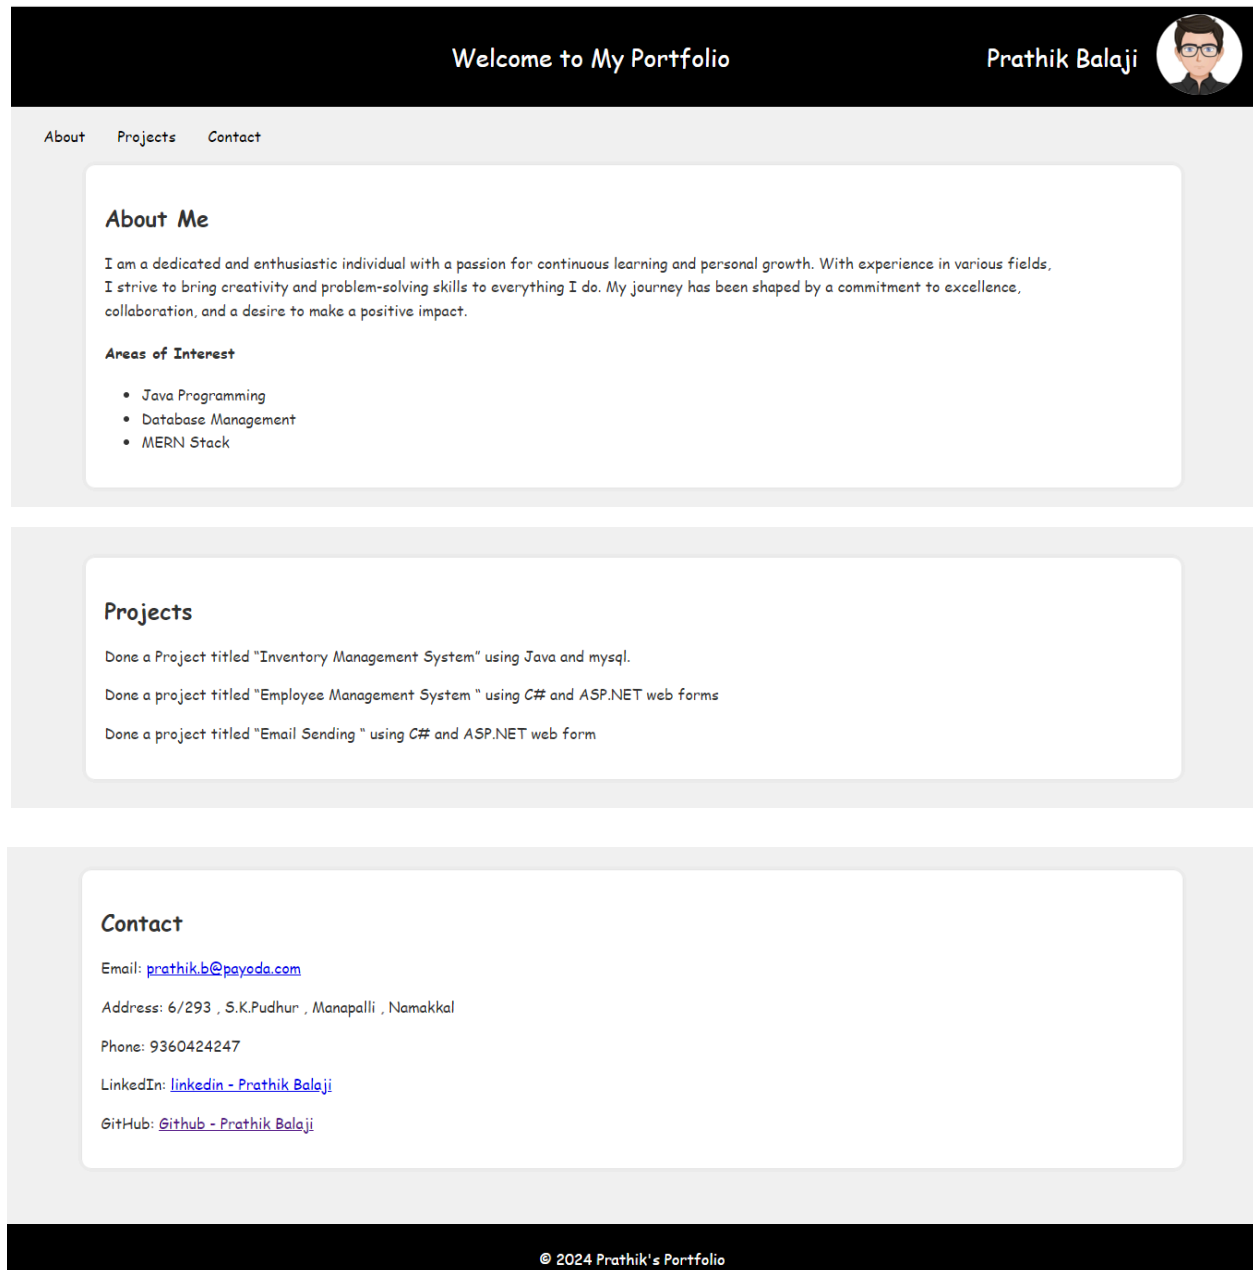 Welcome to My Portfolio
Prathik Balaji
About Projects Contact
About Me
I am a dedicated and enthusiastic individual with a passion for continuous learning and personal growth. With experience in various fields,
I strive to bring creativity and problem-solving skills to everything I do. My journey has been shaped by a commitment to excellence,
collaboration, and a desire to make a positive impact.
Areas of Interest
• Java Programming
• Database Management
• MERN Stack
Projects
Done a Project titled “Inventory Management System” using Java and mysql.
Done a project titled “Employee Management System “ using C# and ASP.NET web forms
Done a project titled “Email Sending “ using C# and ASP.NET web form
Contact
Email: prathik.b@payoda.com
Address: 6/293 , S.K.Pudhur , Manapalli , Namakkal
Phone: 9360424247
LinkedIn: linkedin - Prathik Balaji
GitHub: Github - Prathik Balaji
© 2024 Prathik's Portfolio